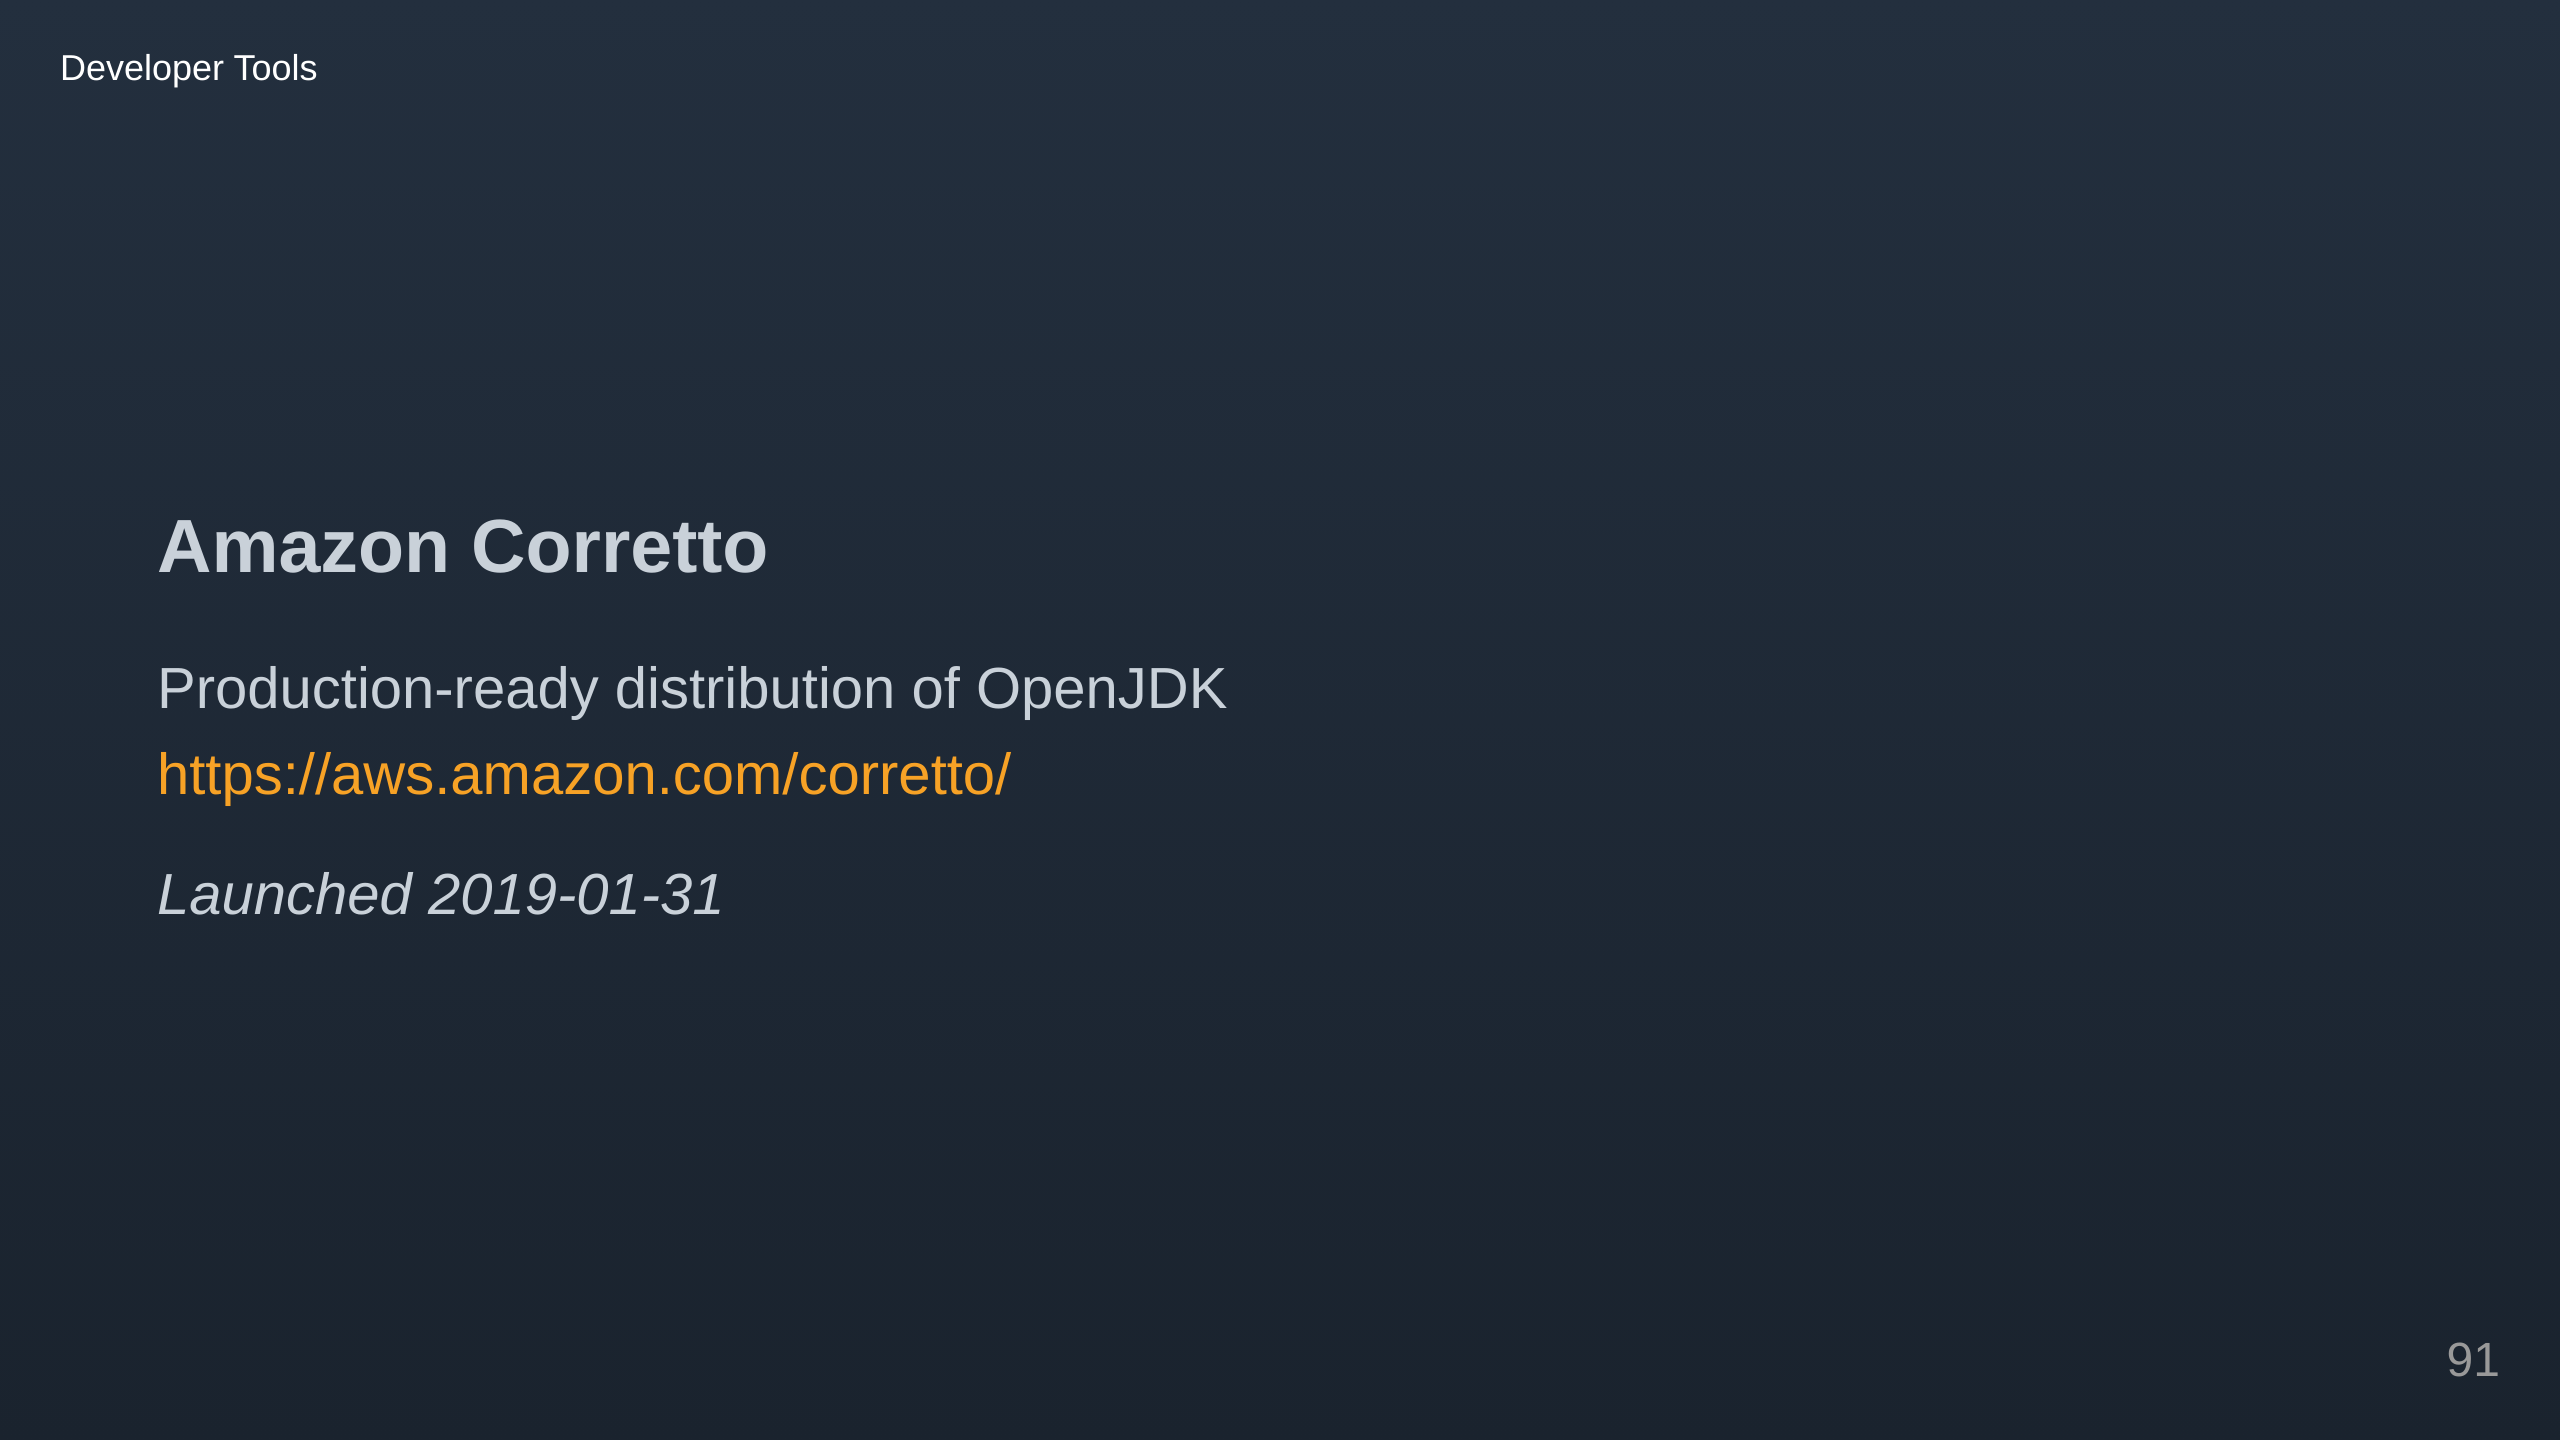 Developer Tools
Amazon Corretto
Production-ready distribution of OpenJDK
https://aws.amazon.com/corretto/
Launched 2019-01-31
91